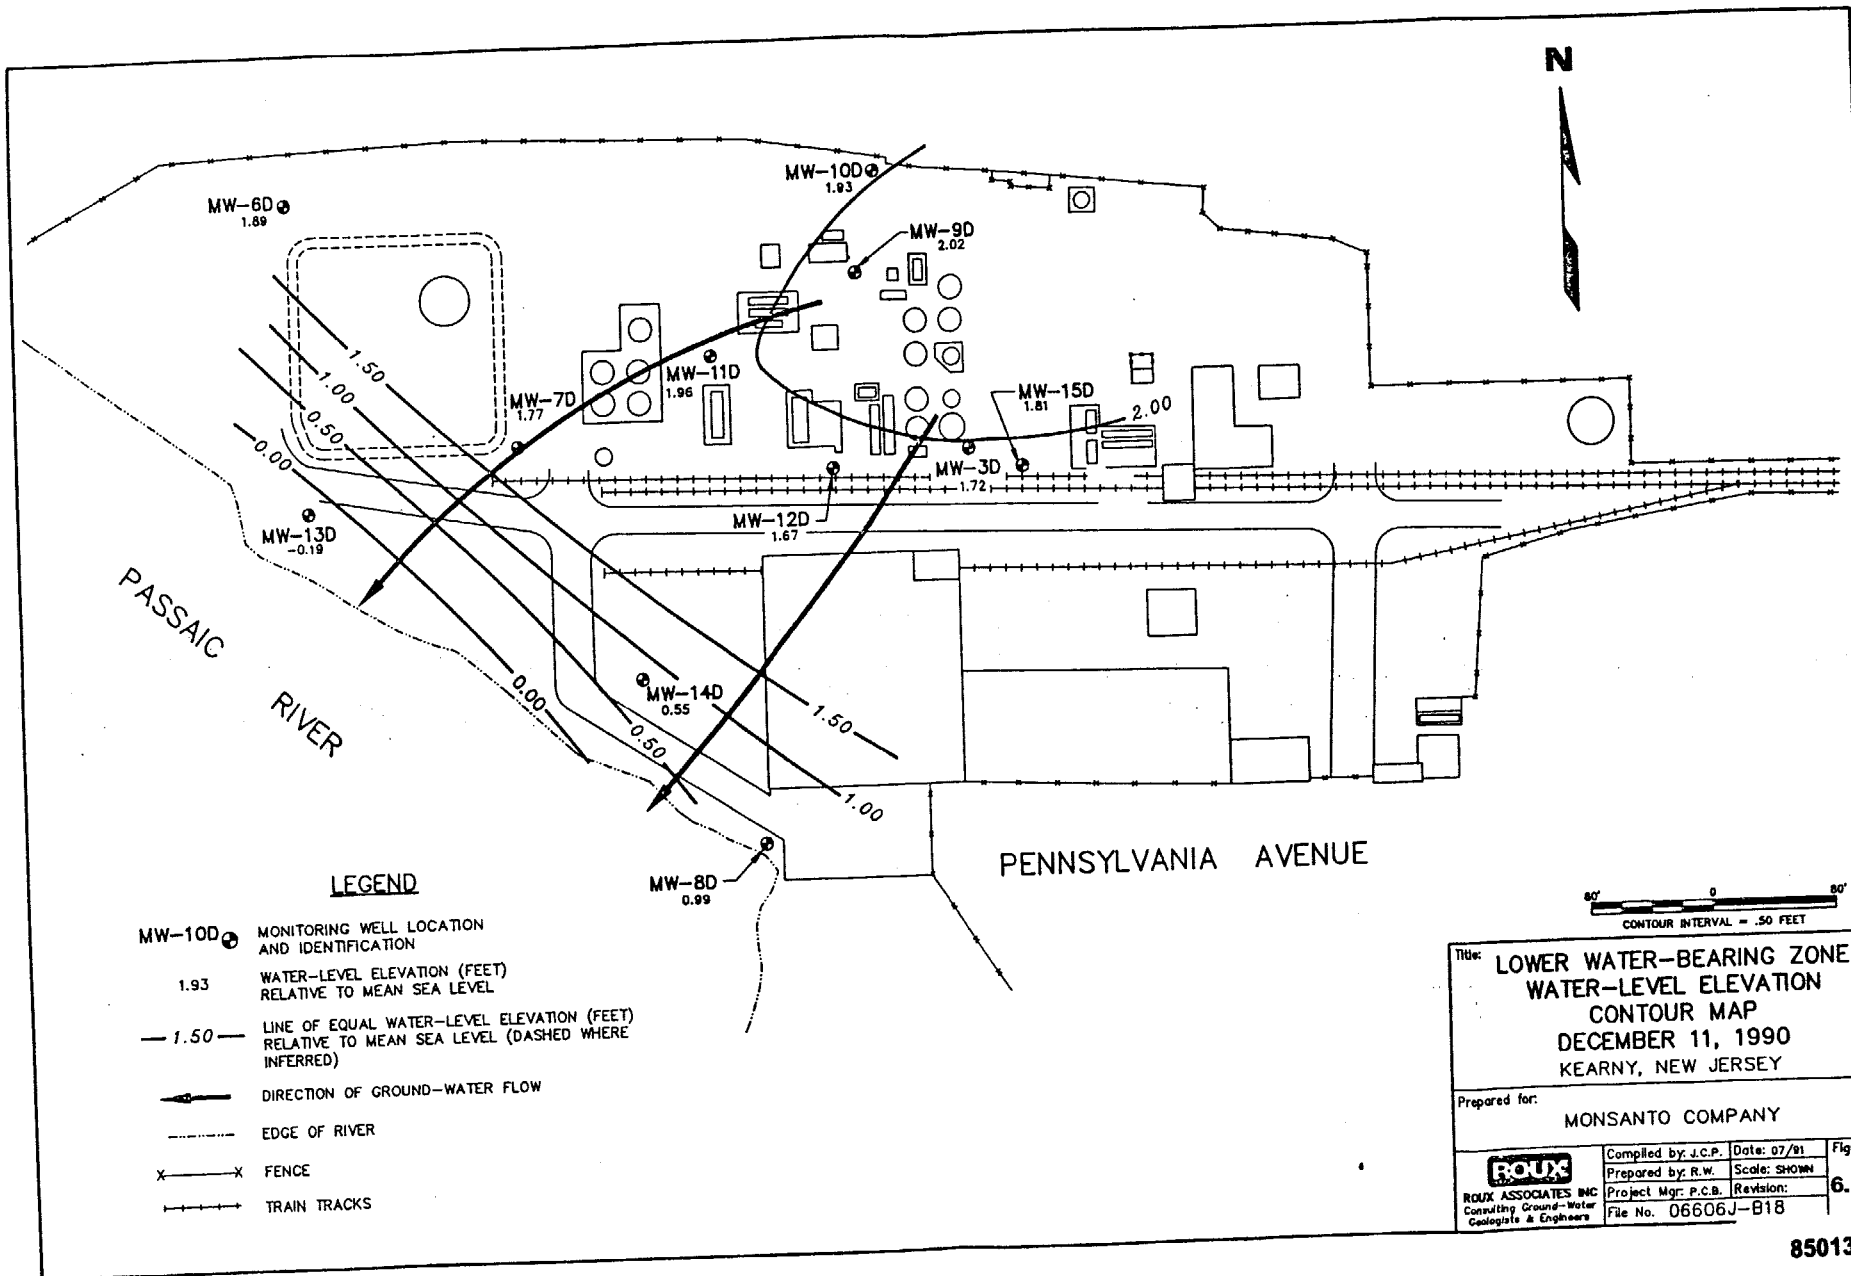 N
MW-10D
1.93
MW-6D
1.89
MW-9D
2.02
1.50
MW-11D
1.96
1.00
MW-7D
1.77
MW-15D
1.81
2.00
0.50
0.00
MW-3D
1.72
MW-12D
1.67
MW-13D
-0.19
PASSAIC
RIVER
0.00
MW-14D
0.55
1.50
0.50
1.00
MW-8D
0.99
PENNSYLVANIA AVENUE
LEGEND
MW-10D MONITORING WELL LOCATION
AND IDENTIFICATION
1.93 WATER-LEVEL ELEVATION (FEET)
RELATIVE TO MEAN SEA LEVEL
1.50 LINE OF EQUAL WATER-LEVEL ELEVATION (FEET)
RELATIVE TO MEAN SEA LEVEL (DASHED WHERE
INFERRED)
DIRECTION OF GROUND-WATER FLOW
EDGE OF RIVER
FENCE
TRAIN TRACKS
80' 0 80'
CONTOUR INTERVAL = .50 FEET
Title: LOWER WATER-BEARING ZONE
WATER-LEVEL ELEVATION
CONTOUR MAP
DECEMBER 11, 1990
KEARNY, NEW JERSEY
Prepared for:
MONSANTO COMPANY
ROUX
ROUX ASSOCIATES INC
Consulting Ground-Water
Geologists & Engineers
Compiled by: J.C.P. Date: 07/91
Prepared by: R.W. Scale: SHOWN
Project Mgr: P.C.B. Revision:
File No. 06606J-B18
Fig
6.
85013